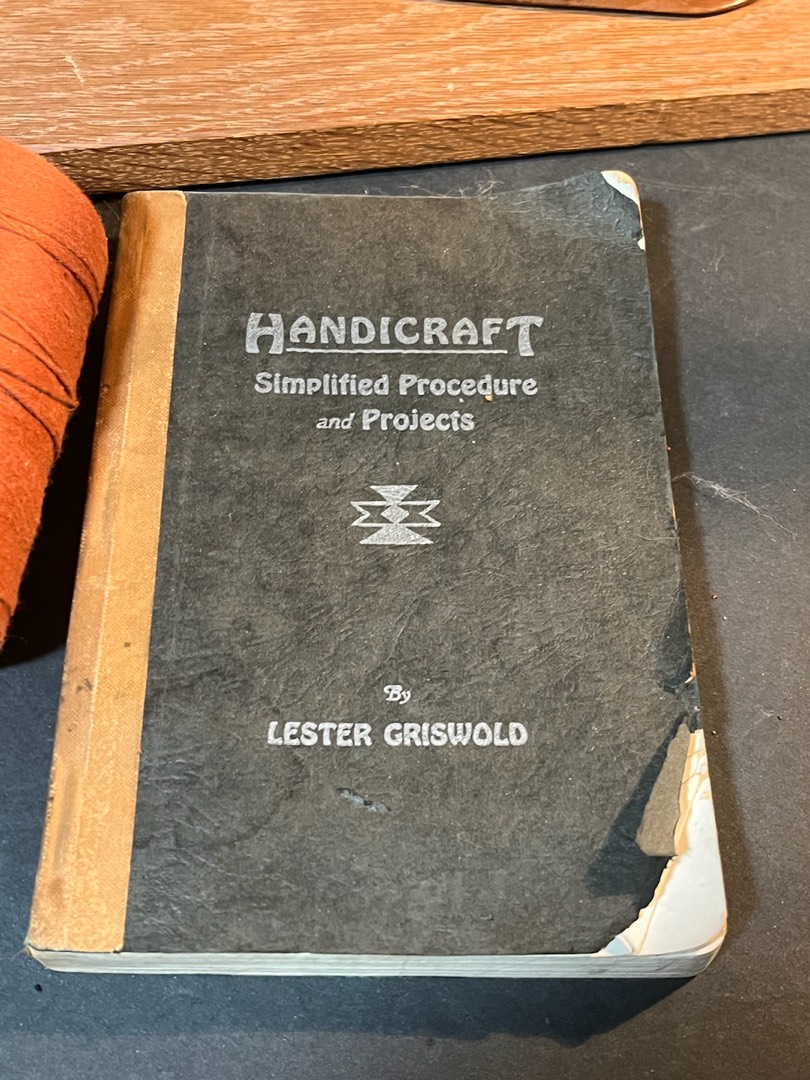 HANDICRAFT
Simplified Procedure
and Projects
By
LESTER GRISWOLD